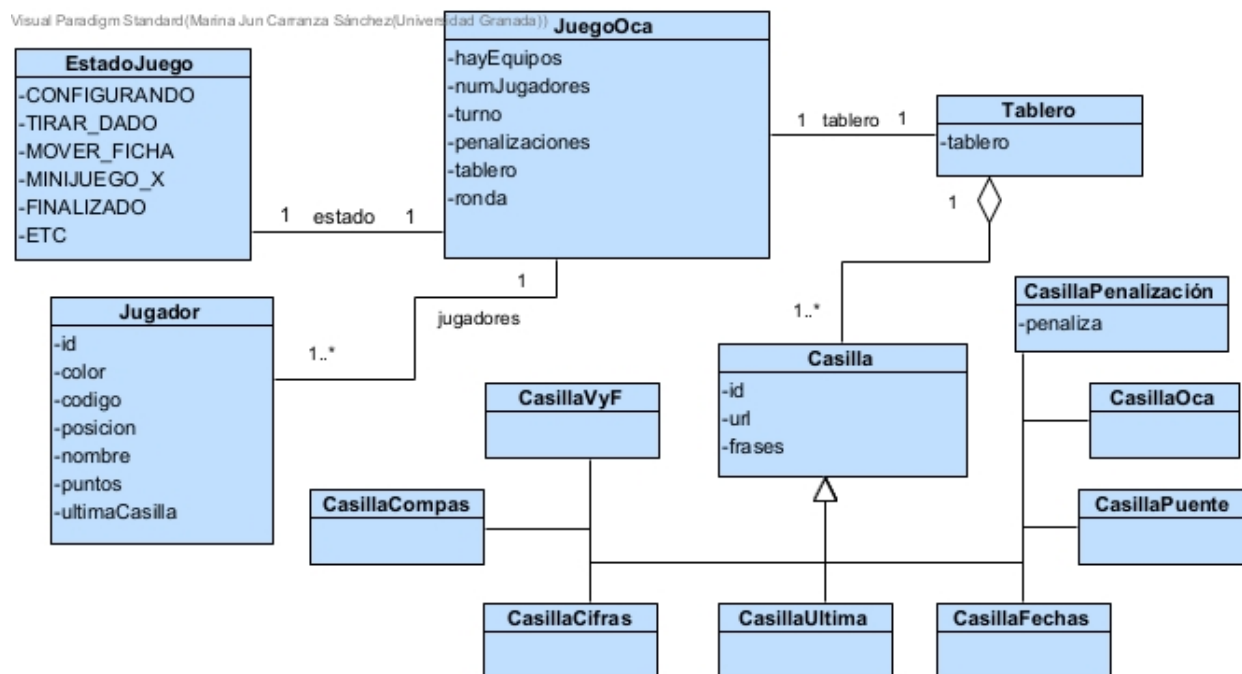 Visual Paradigm Standard(Marina Jun Carranza Sánchez(Universidad Granada))
EstadoJuego
-CONFIGURANDO
-TIRAR_DADO
-MOVER_FICHA
-MINIJUEGO_X
-FINALIZADO
-ETC
JuegoOca
-hayEquipos
-numJugadores
-turno
-penalizaciones
-tablero
-ronda
1 tablero 1
Tablero
-tablero
1 estado 1
1
jugadores
1..*
Jugador
-id
-color
-codigo
-posicion
-nombre
-puntos
-ultimaCasilla
1
1..*
Casilla
-id
-url
-frases
CasillaPenalización
-penaliza
CasillaVyF
CasillaOca
CasillaCompas
CasillaPuente
CasillaCifras
CasillaUltima
CasillaFechas